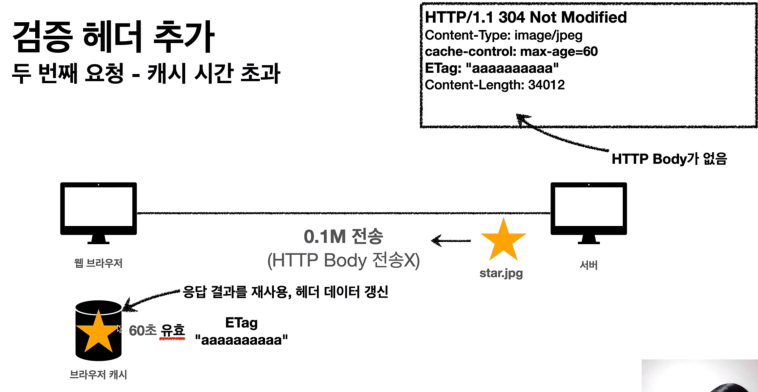 검증 헤더 추가
두 번째 요청 - 캐시 시간 초과
HTTP/1.1 304 Not Modified
Content-Type: image/jpeg
cache-control: max-age=60
ETag: "aaaaaaaaaa"
Content-Length: 34012
HTTP Body가 없음
웹 브라우저
0.1M 전송
(HTTP Body 전송X)
star.jpg
서버
응답 결과를 재사용, 헤더 데이터 갱신
60초 유효
ETag
"aaaaaaaaaa"
브라우저 캐시